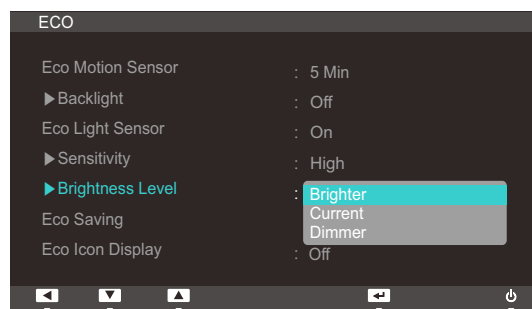 ECO
Eco Motion Sensor : 5 Min
▶Backlight : Off
Eco Light Sensor : On
▶Sensitivity : High
▶Brightness Level : Brighter
Current
Eco Saving
Dimmer
Eco Icon Display : Off